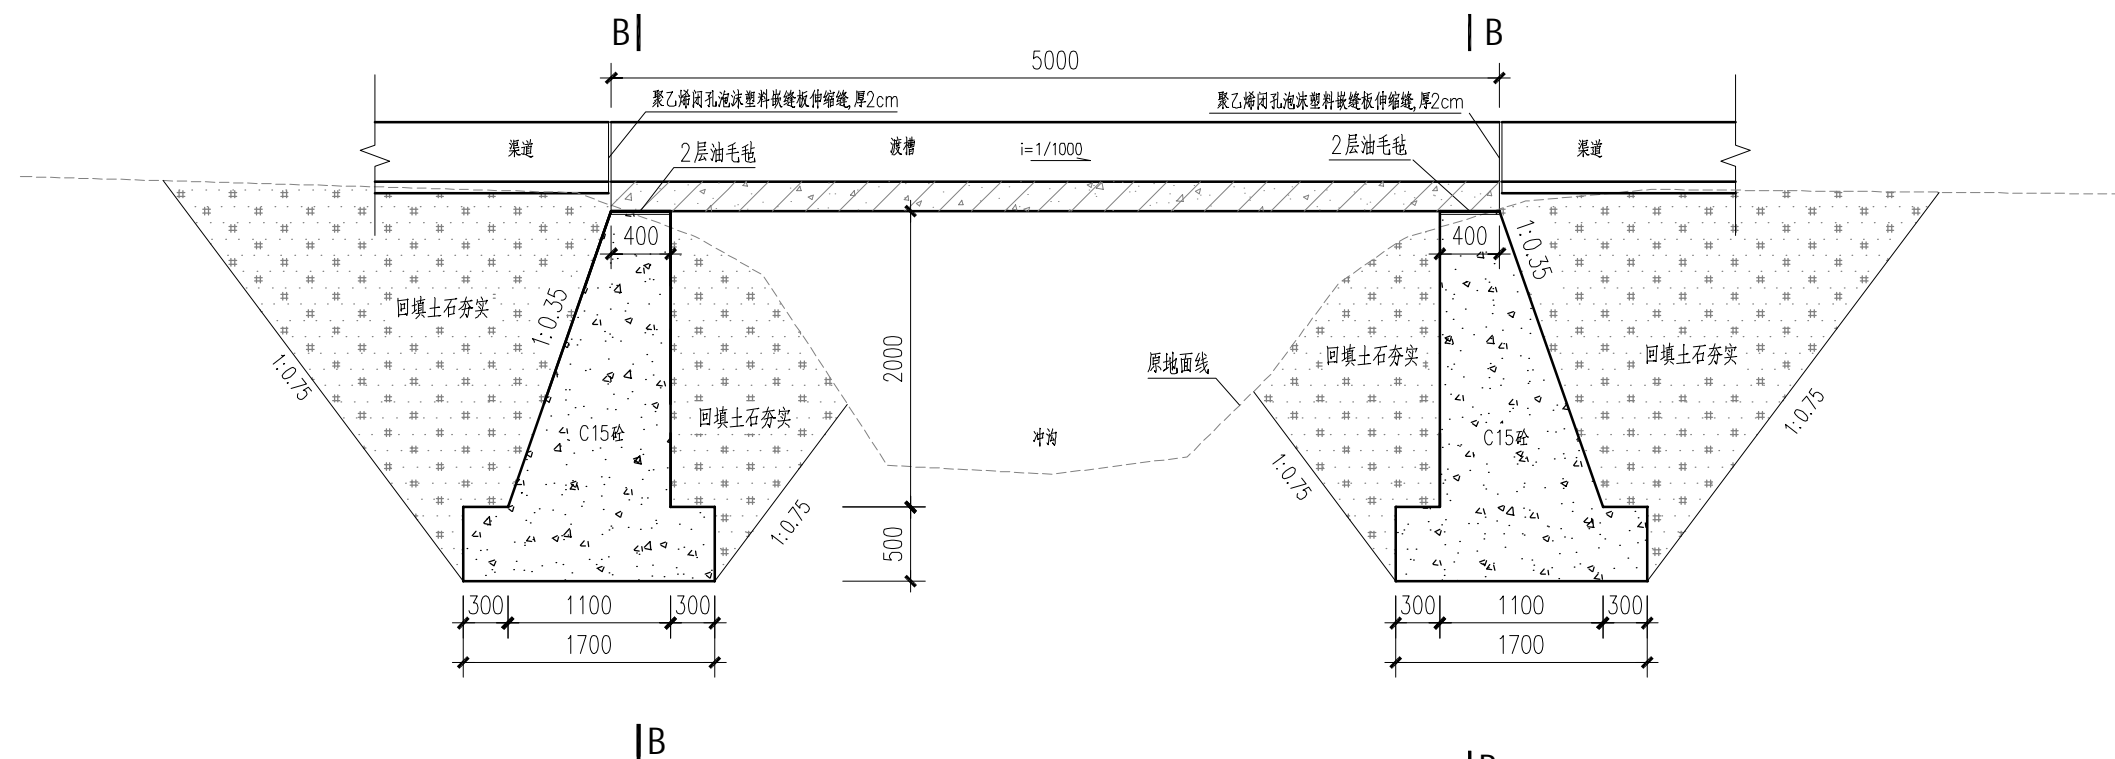 B
B
5000
聚乙烯闭孔泡沫塑料嵌缝板伸缩缝,厚2cm
聚乙烯闭孔泡沫塑料嵌缝板伸缩缝,厚2cm
渠道
2层油毛毡
渡槽
i=1/1000
2层油毛毡
渠道
400
400
1:0.35
1:0.35
回填土石夯实
2000
原地面线
回填土石夯实
回填土石夯实
1:0.75
1:0.75
回填土石夯实
C15砼
冲沟
C15砼
1:0.75
1:0.75
500
300
1100
300
300
1100
300
1700
1700
B